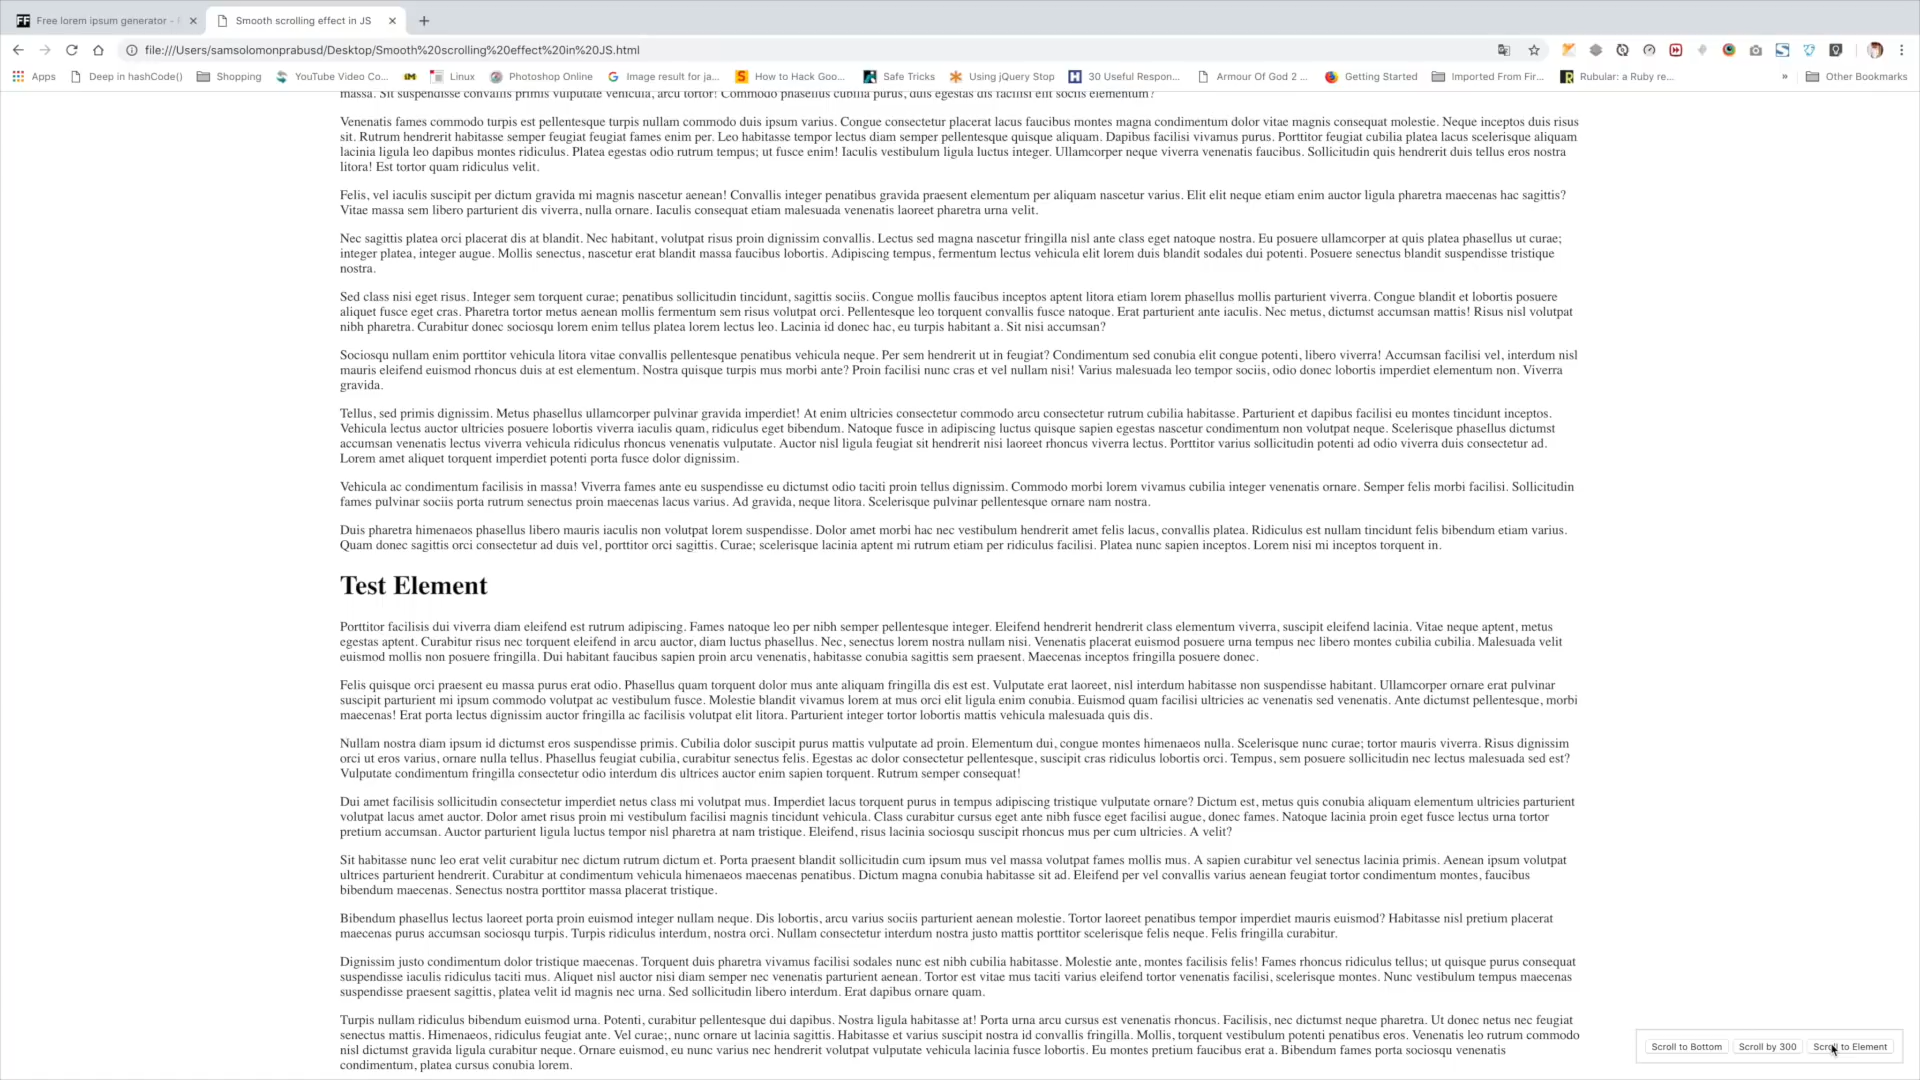 Free lorem ipsum generator -
Smooth scrolling effect in JS
file:///Users/samsolomonprabusd/Desktop/Smooth%20scrolling%20effect%20in%20JS.html
Apps
Deep in hashCode()
Shopping
YouTube Video Co...
Linux
Photoshop Online
Image result for ja...
How to Hack Goo...
Safe Tricks
Using jQuery Stop
30 Useful Respon...
Armour Of God 2 ...
Getting Started
Imported From Fir...
Rubular: a Ruby re...
»
Other Bookmarks
massa. Sit suspendisse convallis primis vulputate vehicula, arcu tortor! Commodo phasellus cubilia purus, duis egestas dis facilisi elit sociis elementum?
Venenatis fames commodo turpis est pellentesque turpis nullam commodo duis ipsum varius. Congue consectetur placerat lacus faucibus montes magna condimentum dolor vitae magnis consequat molestie. Neque inceptos duis risus
sit. Rutrum hendrerit habitasse semper feugiat feugiat fames enim per. Leo habitasse tempor lectus diam semper pellentesque quisque aliquam. Dapibus facilisi vivamus purus. Porttitor feugiat cubilia platea lacus scelerisque aliquam
lacinia ligula leo dapibus montes ridiculus. Platea egestas odio rutrum tempus; ut fusce enim! Iaculis vestibulum ligula luctus integer. Ullamcorper neque viverra venenatis faucibus. Sollicitudin quis hendrerit duis tellus eros nostra
litora! Est tortor quam ridiculus velit.
Felis, vel iaculis suscipit per dictum gravida mi magnis nascetur aenean! Convallis integer penatibus gravida praesent elementum per aliquam nascetur varius. Elit elit neque etiam enim auctor ligula pharetra maecenas hac sagittis?
Vitae massa sem libero parturient dis viverra, nulla ornare. Iaculis consequat etiam malesuada venenatis laoreet pharetra urna velit.
Nec sagittis platea orci placerat dis at blandit. Nec habitant, volutpat risus proin dignissim convallis. Lectus sed magna nascetur fringilla nisl ante class eget natoque nostra. Eu posuere ullamcorper at quis platea phasellus ut curae;
integer platea, integer augue. Mollis senectus, nascetur erat blandit massa faucibus lobortis. Adipiscing tempus, fermentum lectus vehicula elit lorem duis blandit sodales dui potenti. Posuere senectus blandit suspendisse tristique
nostra.
Sed class nisi eget risus. Integer sem torquent curae; penatibus sollicitudin tincidunt, sagittis sociis. Congue mollis faucibus inceptos aptent litora etiam lorem phasellus mollis parturient viverra. Congue blandit et lobortis posuere
aliquet fusce eget cras. Pharetra tortor metus aenean mollis fermentum sem risus volutpat orci. Pellentesque leo torquent convallis fusce natoque. Erat parturient ante iaculis. Nec metus, dictumst accumsan mattis! Risus nisl volutpat
nibh pharetra. Curabitur donec sociosqu lorem enim tellus platea lorem lectus leo. Lacinia id donec hac, eu turpis habitant a. Sit nisi accumsan?
Sociosqu nullam enim porttitor vehicula litora vitae convallis pellentesque penatibus vehicula neque. Per sem hendrerit ut in feugiat? Condimentum sed conubia elit congue potenti, libero viverra! Accumsan facilisi vel, interdum nisl
mauris eleifend euismod rhoncus duis at est elementum. Nostra quisque turpis mus morbi ante? Proin facilisi nunc cras et vel nullam nisi! Varius malesuada leo tempor sociis, odio donec lobortis imperdiet elementum non. Viverra
gravida.
Tellus, sed primis dignissim. Metus phasellus ullamcorper pulvinar gravida imperdiet! At enim ultricies consectetur commodo arcu consectetur rutrum cubilia habitasse. Parturient et dapibus facilisi eu montes tincidunt inceptos.
Vehicula lectus auctor ultricies posuere lobortis viverra iaculis quam, ridiculus eget bibendum. Natoque fusce in adipiscing luctus quisque sapien egestas nascetur condimentum non volutpat neque. Scelerisque phasellus dictumst
accumsan venenatis lectus viverra vehicula ridiculus rhoncus venenatis vulputate. Auctor nisl ligula feugiat sit hendrerit nisi laoreet rhoncus viverra lectus. Porttitor varius sollicitudin potenti ad odio viverra duis consectetur ad.
Lorem amet aliquet torquent imperdiet potenti porta fusce dolor dignissim.
Vehicula ac condimentum facilisis in massa! Viverra fames ante eu suspendisse eu dictumst odio taciti proin tellus dignissim. Commodo morbi lorem vivamus cubilia integer venenatis ornare. Semper felis morbi facilisi. Sollicitudin
fames pulvinar sociis porta rutrum senectus proin maecenas lacus varius. Ad gravida, neque litora. Scelerisque pulvinar pellentesque ornare nam nostra.
Duis pharetra himenaeos phasellus libero mauris iaculis non volutpat lorem suspendisse. Dolor amet morbi hac nec vestibulum hendrerit amet felis lacus, convallis platea. Ridiculus est nullam tincidunt felis bibendum etiam varius.
Quam donec sagittis orci consectetur ad duis vel, porttitor orci sagittis. Curae; scelerisque lacinia aptent mi rutrum etiam per ridiculus facilisi. Platea nunc sapien inceptos. Lorem nisi mi inceptos torquent in.
Test Element
Porttitor facilisis dui viverra diam eleifend est rutrum adipiscing. Fames natoque leo per nibh semper pellentesque integer. Eleifend hendrerit hendrerit class elementum viverra, suscipit eleifend lacinia. Vitae neque aptent, metus
egestas aptent. Curabitur risus nec torquent eleifend in arcu auctor, diam luctus phasellus. Nec, senectus lorem nostra nullam nisi. Venenatis placerat euismod posuere urna tempus nec libero montes cubilia cubilia. Malesuada velit
euismod mollis non posuere fringilla. Dui habitant faucibus sapien proin arcu venenatis, habitasse conubia sagittis sem praesent. Maecenas inceptos fringilla posuere donec.
Felis quisque orci praesent eu massa purus erat odio. Phasellus quam torquent dolor mus ante aliquam fringilla dis est est. Vulputate erat laoreet, nisl interdum habitasse non suspendisse habitant. Ullamcorper ornare erat pulvinar
suscipit parturient mi ipsum commodo volutpat ac vestibulum fusce. Molestie blandit vivamus lorem at mus orci elit ligula enim conubia. Euismod quam facilisi ultricies ac venenatis sed venenatis. Ante dictumst pellentesque, morbi
maecenas! Erat porta lectus dignissim auctor fringilla ac facilisis volutpat elit litora. Parturient integer tortor lobortis mattis vehicula malesuada quis dis.
Nullam nostra diam ipsum id dictumst eros suspendisse primis. Cubilia dolor suscipit purus mattis vulputate ad proin. Elementum dui, congue montes himenaeos nulla. Scelerisque nunc curae; tortor mauris viverra. Risus dignissim
orci ut eros varius, ornare nulla tellus. Phasellus feugiat cubilia, curabitur senectus felis. Egestas ac dolor consectetur pellentesque, suscipit cras ridiculus lobortis orci. Tempus, sem posuere sollicitudin nec lectus malesuada sed est?
Vulputate condimentum fringilla consectetur odio interdum dis ultrices auctor enim sapien torquent. Rutrum semper consequat!
Dui amet facilisis sollicitudin consectetur imperdiet netus class mi volutpat mus. Imperdiet lacus torquent purus in tempus adipiscing tristique vulputate ornare? Dictum est, metus quis conubia aliquam elementum ultricies parturient
volutpat lacus amet auctor. Dolor amet risus proin mi vestibulum facilisi magnis tincidunt vehicula. Class curabitur cursus eget ante nibh fusce eget facilisi augue, donec fames. Natoque lacinia proin eget fusce lectus urna tortor
pretium accumsan. Auctor parturient ligula luctus tempor nisl pharetra at nam tristique. Eleifend, risus lacinia sociosqu suscipit rhoncus mus per cum ultricies. A velit?
Sit habitasse nunc leo erat velit curabitur nec dictum rutrum dictum et. Porta praesent blandit sollicitudin cum ipsum mus vel massa volutpat fames mollis mus. A sapien curabitur vel senectus lacinia primis. Aenean ipsum volutpat
ultrices parturient hendrerit. Curabitur at condimentum vehicula himenaeos maecenas penatibus. Dictum magna conubia habitasse sit ad. Eleifend per vel convallis varius aenean feugiat tortor condimentum montes, faucibus
bibendum maecenas. Senectus nostra porttitor massa placerat tristique.
Bibendum phasellus lectus laoreet porta proin euismod integer nullam neque. Dis lobortis, arcu varius sociis parturient aenean molestie. Tortor laoreet penatibus tempor imperdiet mauris euismod? Habitasse nisl pretium placerat
maecenas purus accumsan sociosqu turpis. Turpis ridiculus interdum, nostra orci. Nullam consectetur interdum nostra justo mattis porttitor scelerisque felis neque. Felis fringilla curabitur.
Dignissim justo condimentum dolor tristique maecenas. Torquent duis pharetra vivamus facilisi sodales nunc est nibh cubilia habitasse. Molestie ante, montes facilisis felis! Fames rhoncus ridiculus tellus; ut quisque purus consequat
suspendisse iaculis ridiculus taciti mus. Aliquet nisl auctor nisi diam semper nec venenatis parturient aenean. Tortor est vitae mus taciti varius eleifend tortor venenatis facilisi, scelerisque montes. Nunc vestibulum tempus maecenas
suspendisse praesent sagittis, platea velit id magnis nec urna. Sed sollicitudin libero interdum. Erat dapibus ornare quam.
Turpis nullam ridiculus bibendum euismod urna. Potenti, curabitur pellentesque dui dapibus. Nostra ligula habitasse at! Porta urna arcu cursus est venenatis rhoncus. Facilisis, nec dictumst neque pharetra. Ut donec netus nec feugiat
senectus mattis. Himenaeos, ridiculus feugiat ante. Vel curae;, nunc ornare ut lacinia sagittis. Habitasse et varius suscipit nostra id convallis fringilla. Mollis, torquent vestibulum potenti penatibus eros. Venenatis leo rutrum commodo
nisl dictumst gravida ligula curabitur neque. Ornare euismod, eu nunc varius nec hendrerit volutpat vulputate vehicula lacinia fusce lobortis. Eu montes pretium faucibus erat a. Bibendum fames porta sociosqu venenatis
condimentum, platea cursus conubia lorem.
Scroll to Bottom
Scroll by 300
Scroll to Element